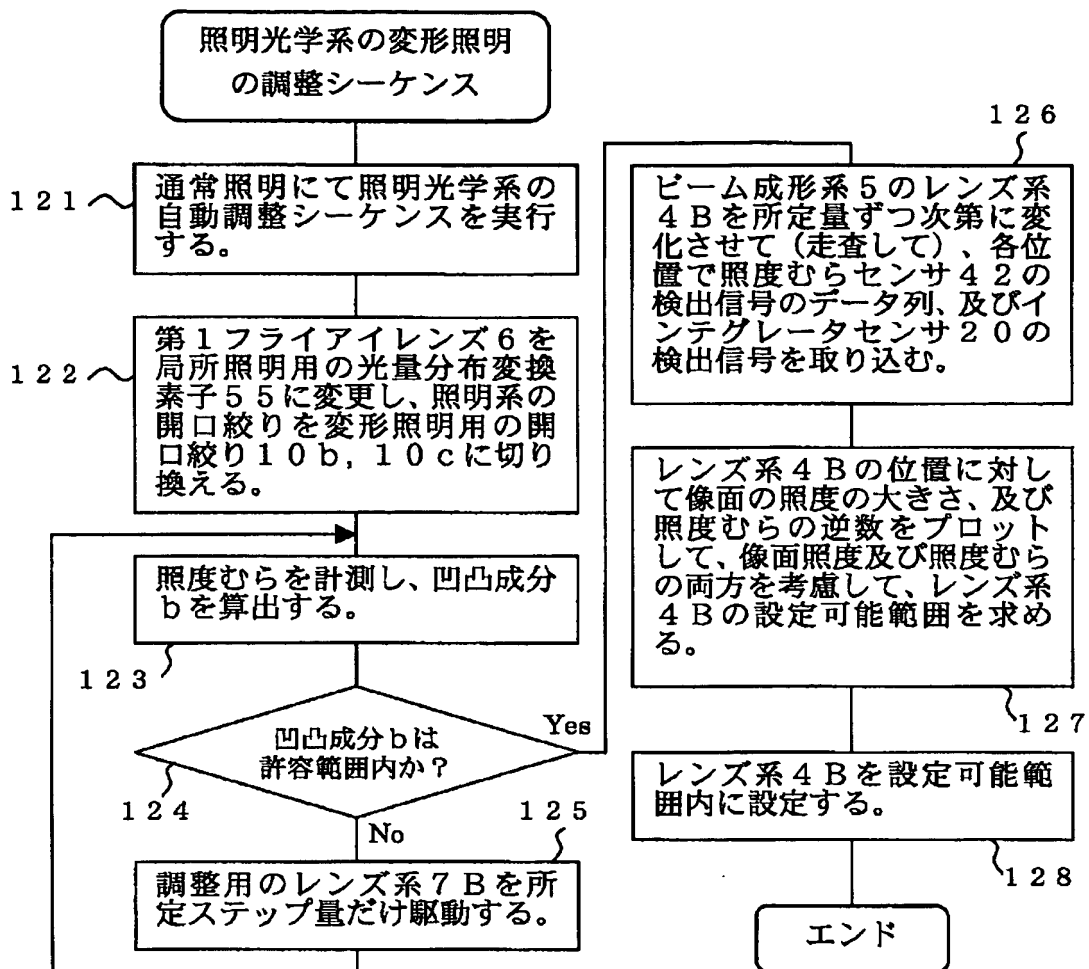 照明光学系の変形照明
の調整シーケンス
121
通常照明にて照明光学系の
自動調整シーケンスを実行
する。
122
第1フライアイレンズ6を
局所照明用の光量分布変換
素子55に変更し、照明系の
開口絞りを変形照明用の開
口絞り10b,10cに切り
換える。
照度むらを計測し、凹凸成分
bを算出する。
123
凹凸成分bは
許容範囲内か?
Yes
124
No
125
調整用のレンズ系7Bを所
定ステップ量だけ駆動する。
126
ビーム成形系5のレンズ系
4Bを所定量ずつ次第に変
化させて(走査して)、各位
置で照度むらセンサ42の
検出信号のデータ列、及びイ
ンテグレータセンサ20の
検出信号を取り込む。
レンズ系4Bの位置に対し
て像面の照度の大きさ、及び
照度むらの逆数をプロット
して、像面照度及び照度むら
の両方を考慮して、レンズ系
4Bの設定可能範囲を求め
る。
127
レンズ系4Bを設定可能範
囲内に設定する。
128
エンド